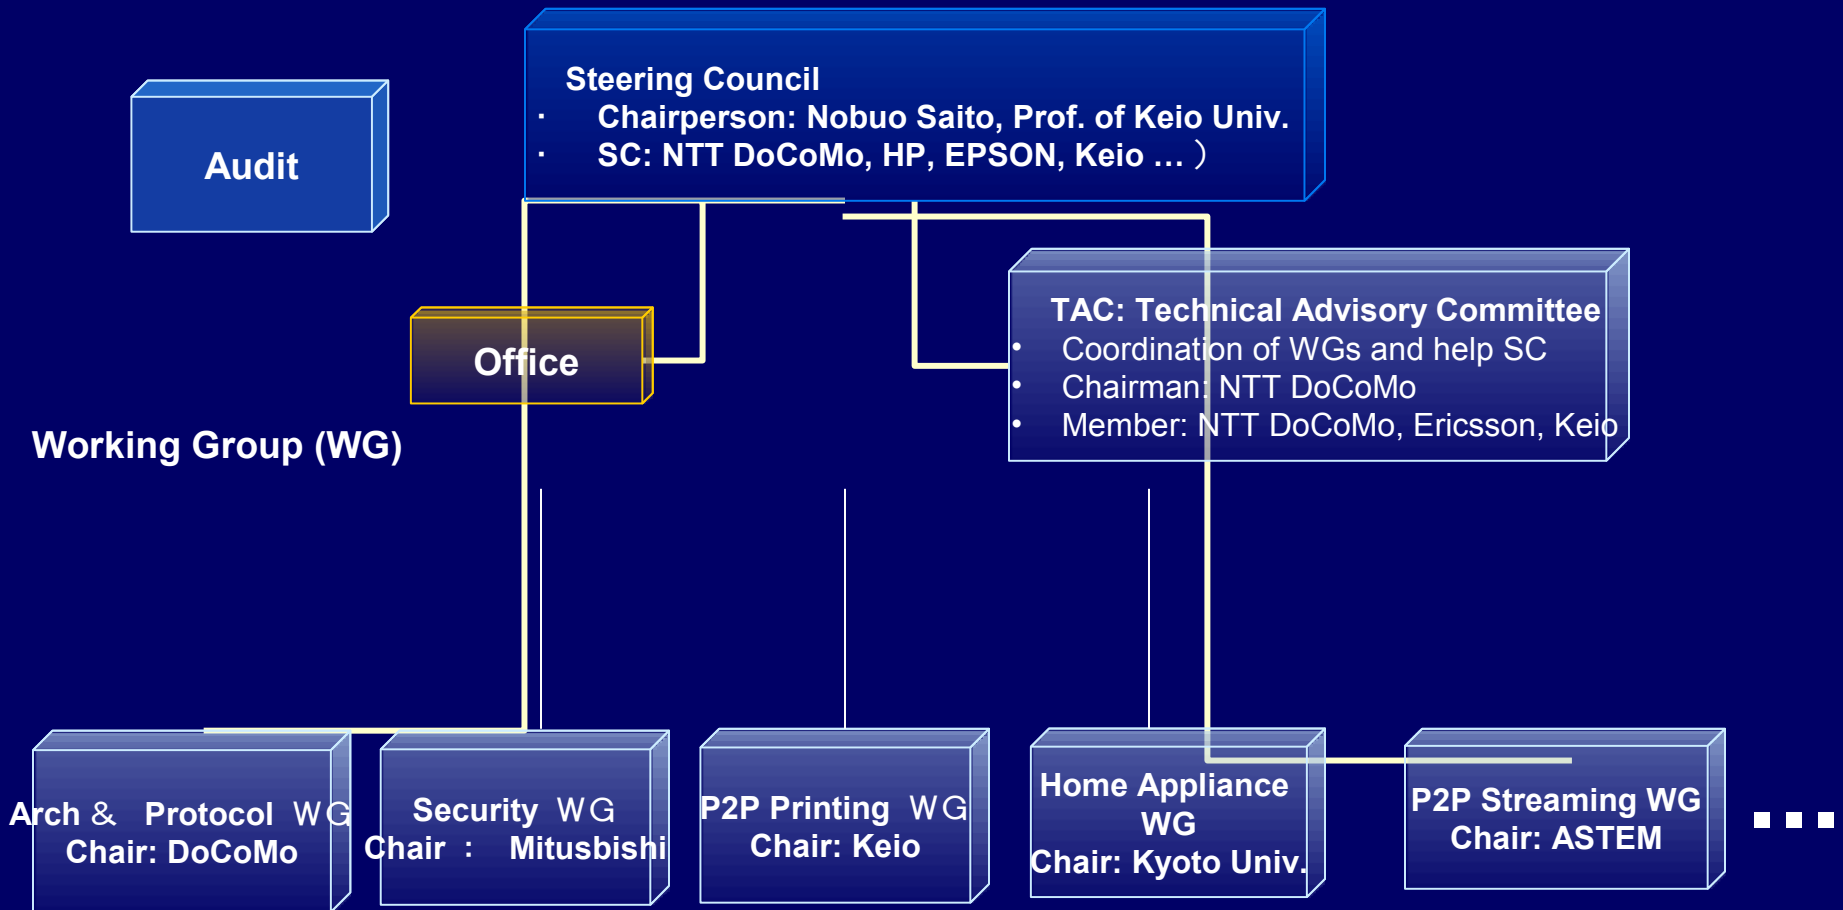 Steering Council
· Chairperson: Nobuo Saito, Prof. of Keio Univ.
· SC: NTT DoCoMo, HP, EPSON, Keio ... )
Audit
TAC: Technical Advisory Committee
• Coordination of WGs and help SC
• Chairman: NTT DoCoMo
• Member: NTT DoCoMo, Ericsson, Keio
Office
Working Group (WG)
Arch & Protocol WG
Chair: DoCoMo
Security WG
Chair : Mitusbishi
P2P Printing WG
Chair: Keio
Home Appliance
WG
Chair: Kyoto Univ.
P2P Streaming WG
Chair: ASTEM
...